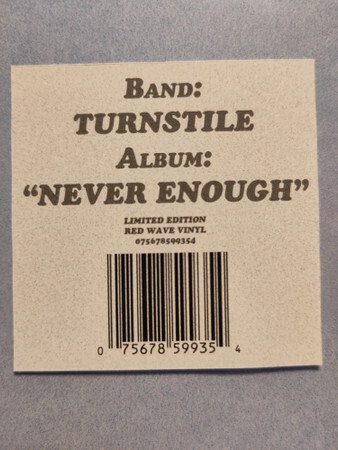 BAND:
TURNSTILE
ALBUM:
“NEVER ENOUGH”
LIMITED EDITION
RED WAVE VINYL
075678599354
0 75678 59935 4